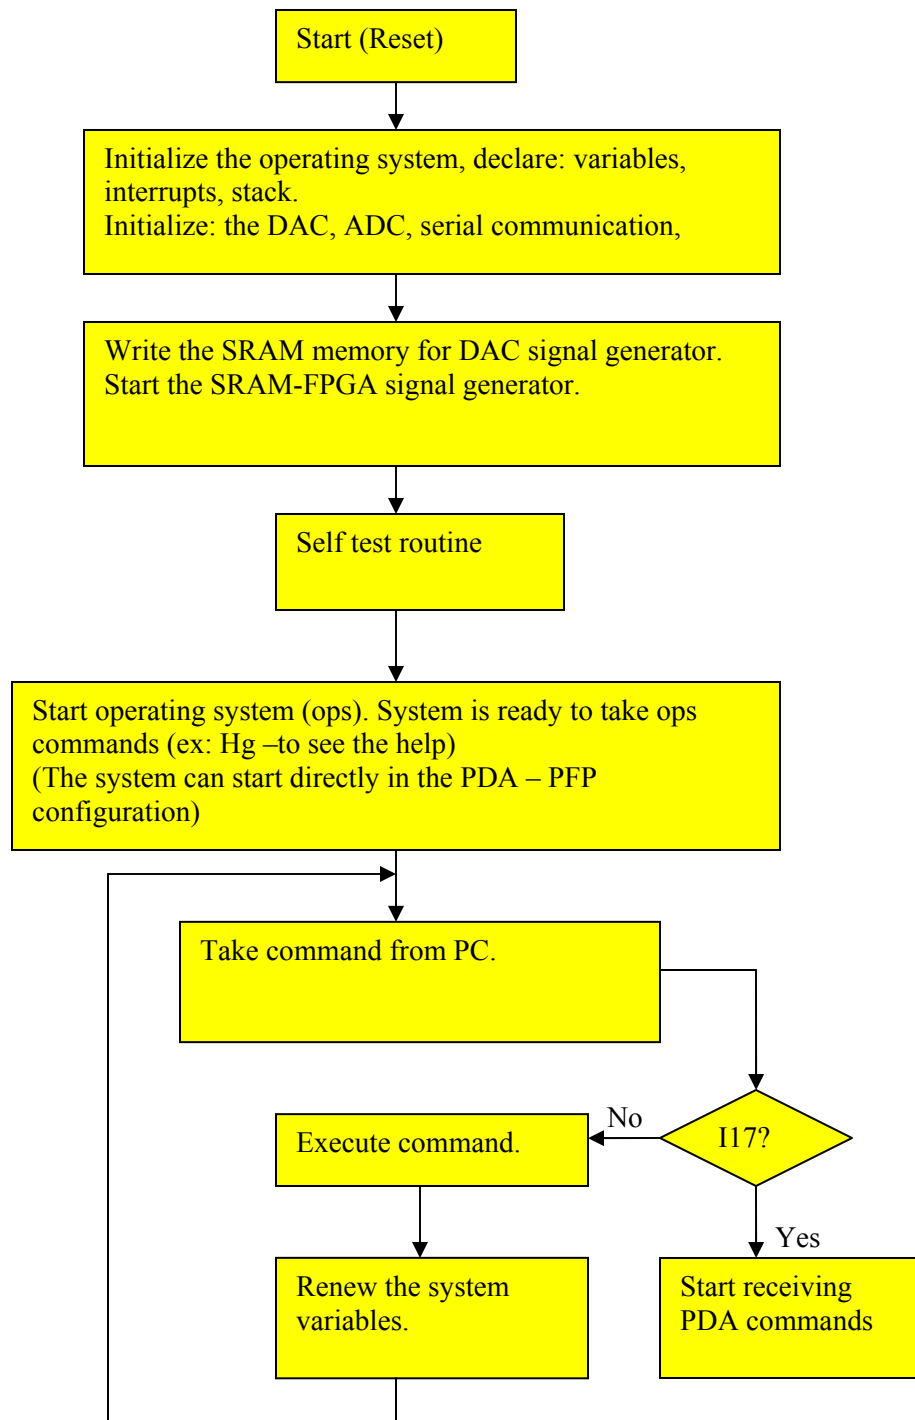 Start (Reset)
Initialize the operating system, declare: variables,
interrupts, stack.
Initialize: the DAC, ADC, serial communication,
Write the SRAM memory for DAC signal generator.
Start the SRAM-FPGA signal generator.
Self test routine
Start operating system (ops). System is ready to take ops
commands (ex: Hg –to see the help)
(The system can start directly in the PDA – PFP
configuration)
Take command from PC.
I17?
No
Execute command.
Yes
Renew the system
variables.
Start receiving
PDA commands